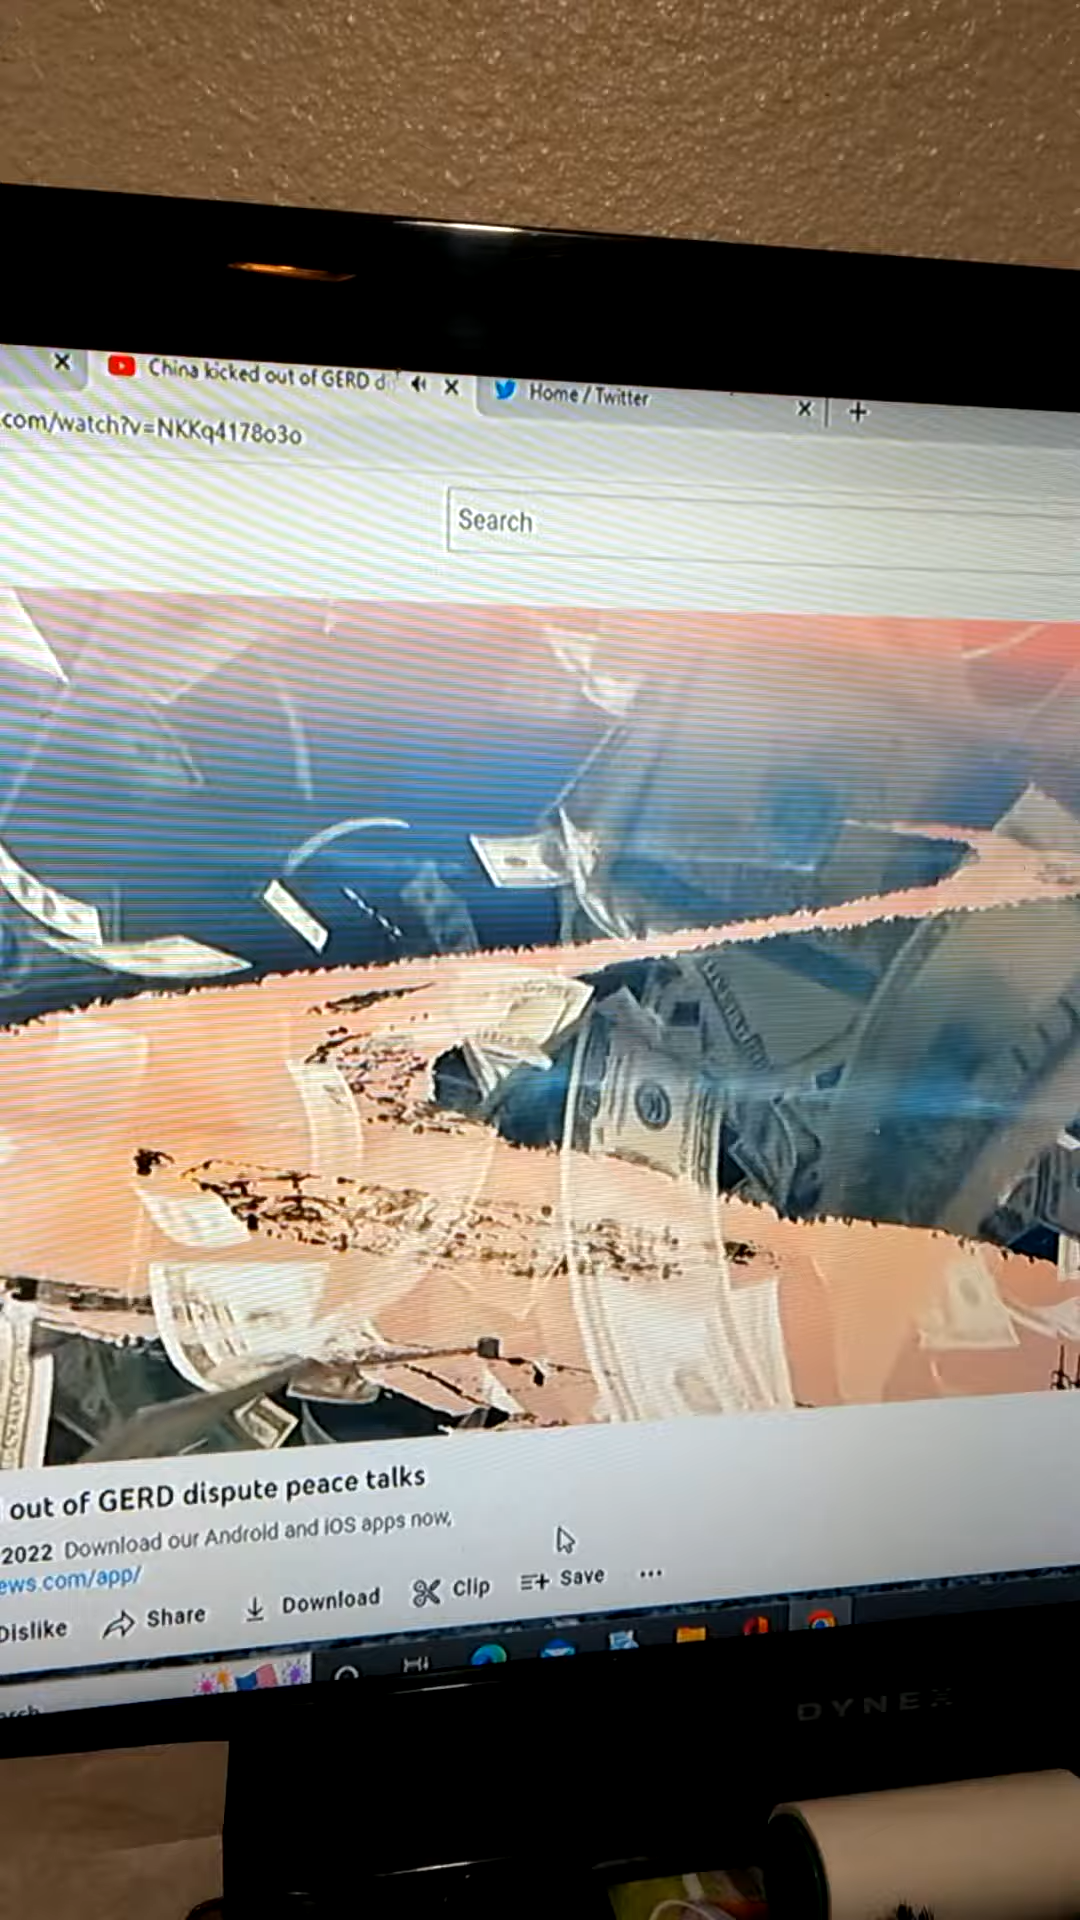 China kicked out of GERD di
Home / Twitter
.com/watch?v=NKKq4178o3o
Search
out of GERD dispute peace talks
2022 Download our Android and iOS apps now,
ews.com/app/
Dislike Share Download Clip Save
DYNEX